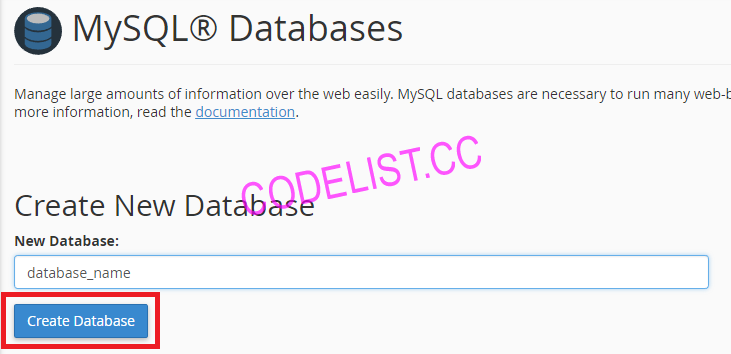 MySQL® Databases
Manage large amounts of information over the web easily. MySQL databases are necessary to run many web-b
more information, read the documentation.
CODELIST.CC
Create New Database
New Database:
database_name
Create Database